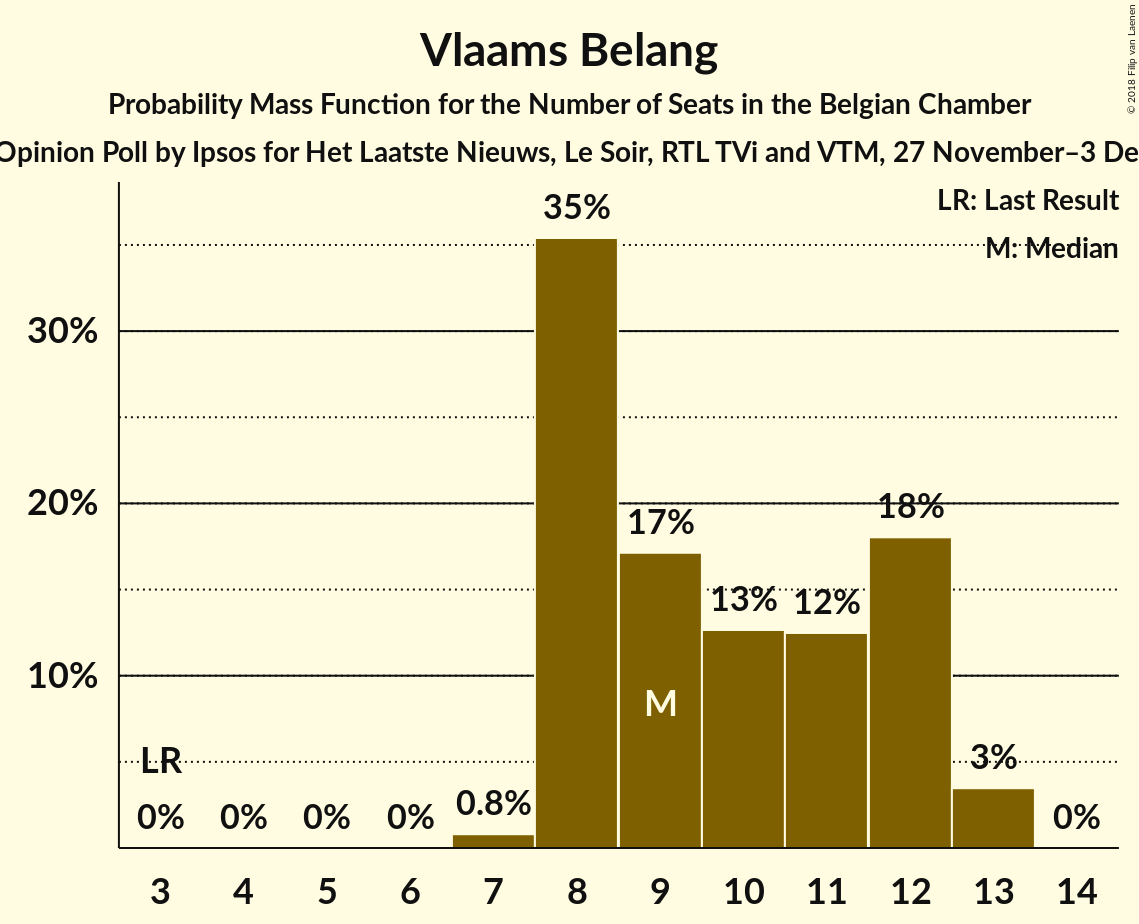 Vlaams Belang
Probability Mass Function for the Number of Seats in the Belgian Chamber
Opinion Poll by Ipsos for Het Laatste Nieuws, Le Soir, RTL TVi and VTM, 27 November–3 De
© 2018 Filip van Laenen
LR: Last Result
M: Median
35%
30%
20%
17%
18%
13%
12%
10%
M
LR
3%
0.8%
0%
0%
0%
0%
0%
3 4 5 6 7 8 9 10 11 12 13 14